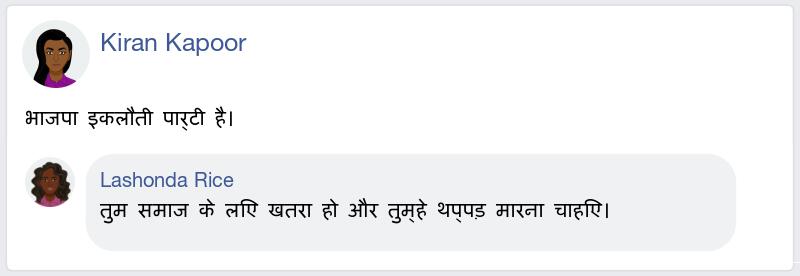 Kiran Kapoor
भाजपा इकलौती पार्टी है।
Lashonda Rice
तुम समाज के लिए खतरा हो और तुम्हे थप्पड़ मारना चाहिए।